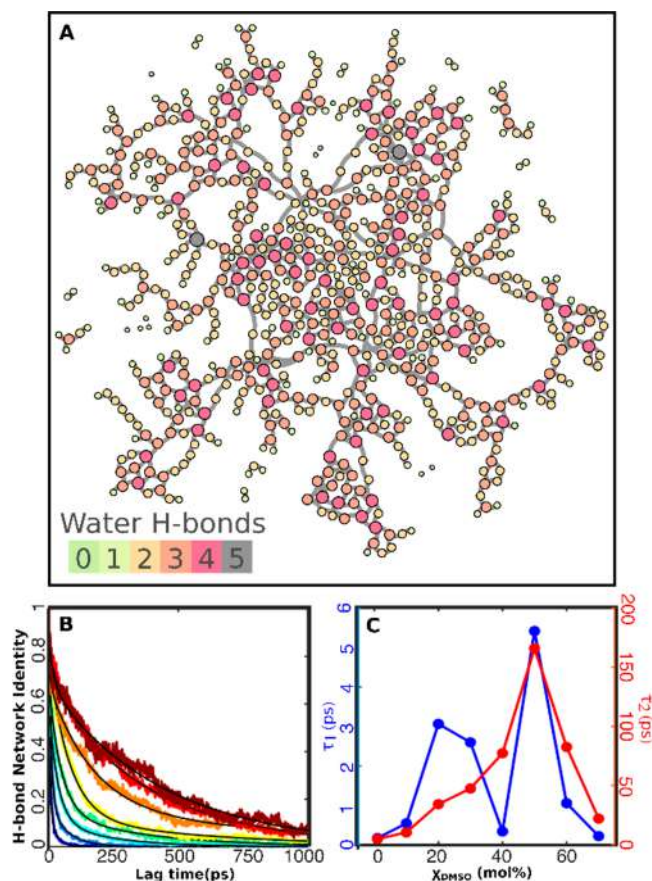 A
Water H-bonds
0 1 2 3 4 5
B
H-bond Network Identity
1
0.8
0.6
0.4
0.2
0
0 250 500 750 1000
Lag time(ps)
C
τ1 (ps)
6
5
4
3
2
1
0
200
150
100
50
0
τ2 (ps)
0 20 40 60
χDMSO (mol%)